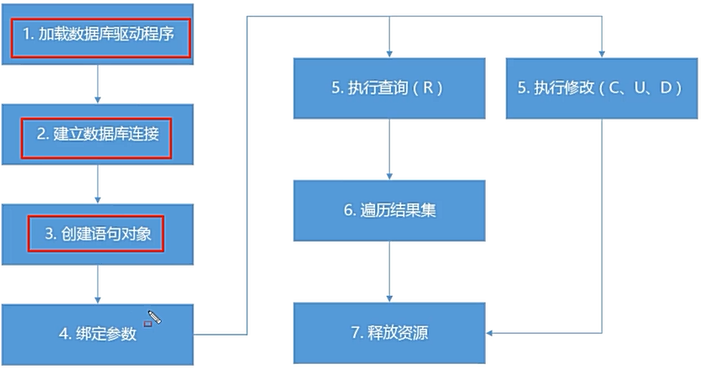 1. 加载数据库驱动程序
2. 建立数据库连接
3. 创建语句对象
4. 绑定参数
5. 执行查询（R）
5. 执行修改（C、U、D）
6. 遍历结果集
7. 释放资源